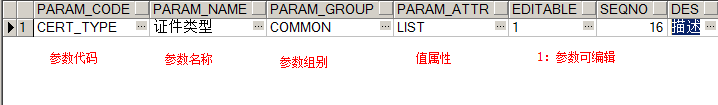 PARAM_CODE PARAM_NAME PARAM_GROUP PARAM_ATTR EDITABLE SEQNO DES
1 CERT_TYPE ··· 证件类型 ··· COMMON ··· LIST ··· 1 ··· 16 ··· 描述 ···
参数代码 参数名称 参数组别 值属性 1：参数可编辑